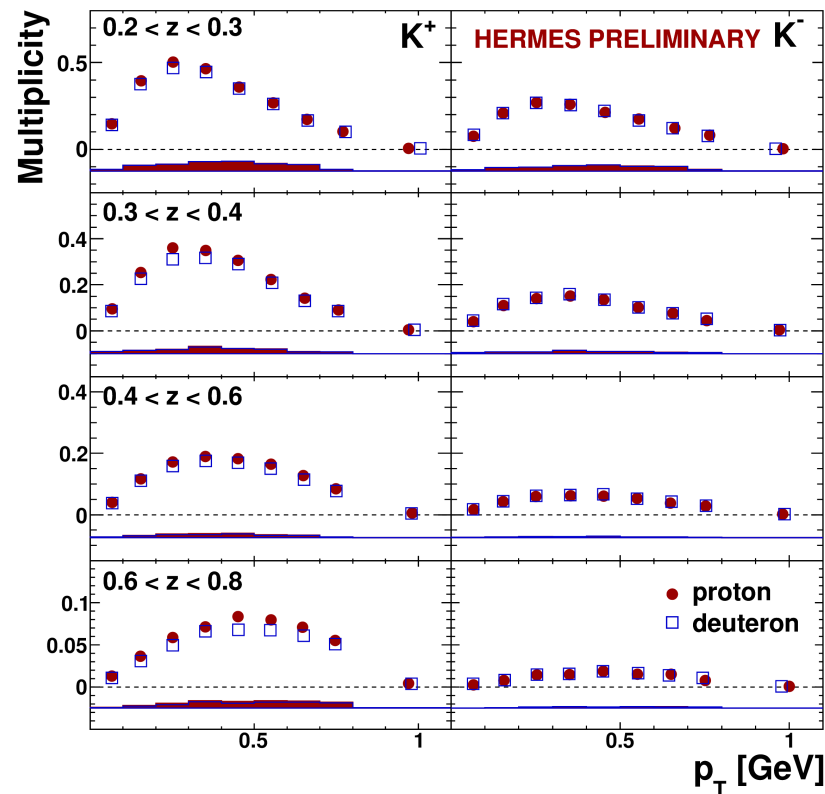 Multiplicity
0.2 < z < 0.3
K+
HERMES PRELIMINARY K-
0.5
0
0.3 < z < 0.4
0.4
0.2
0
0.4 < z < 0.6
0.4
0.2
0
0.6 < z < 0.8
0.1
0.05
0
proton
deuteron
0.5
1
0.5
1
pT [GeV]